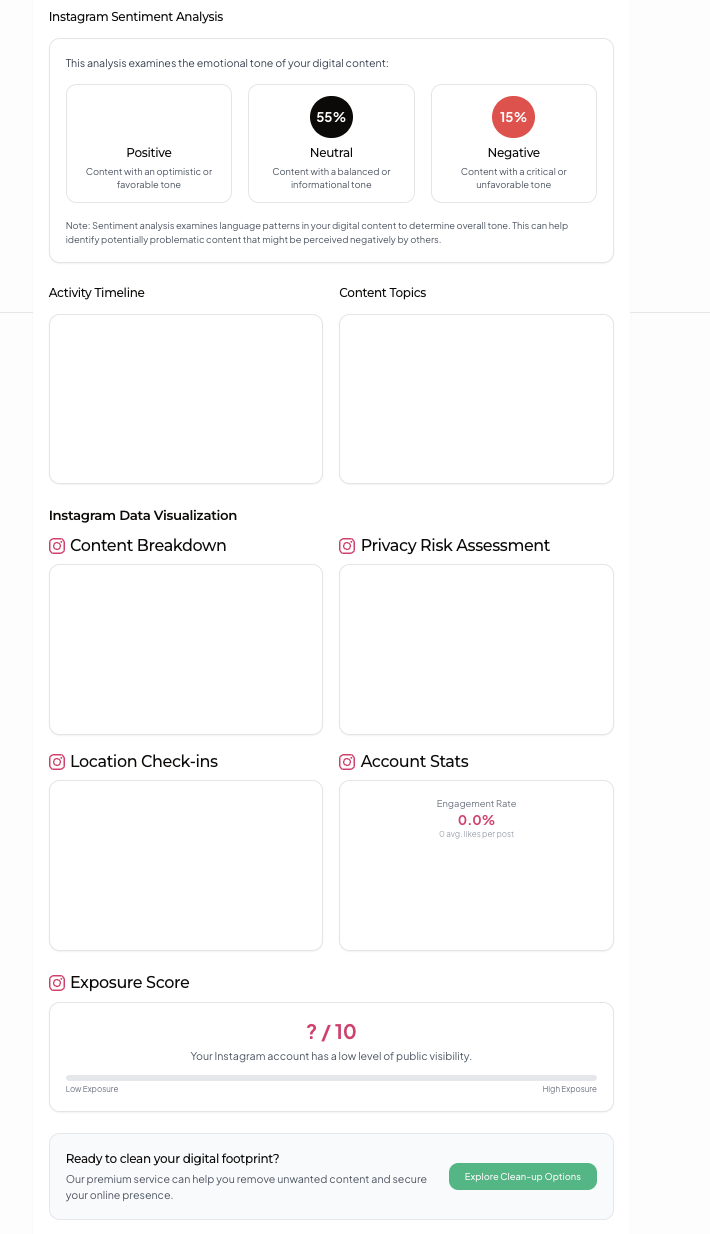 Instagram Sentiment Analysis
This analysis examines the emotional tone of your digital content:
55%
15%
Positive
Neutral
Negative
Content with an optimistic or
favorable tone
Content with a balanced or
informational tone
Content with a critical or
unfavorable tone
Note: Sentiment analysis examines language patterns in your digital content to determine overall tone. This can help
identify potentially problematic content that might be perceived negatively by others.
Activity Timeline
Content Topics
Instagram Data Visualization
Content Breakdown
Privacy Risk Assessment
Location Check-ins
Account Stats
Engagement Rate
0.0%
0 avg. likes per post
Exposure Score
? / 10
Your Instagram account has a low level of public visibility.
Low Exposure
High Exposure
Ready to clean your digital footprint?
Our premium service can help you remove unwanted content and secure
your online presence.
Explore Clean-up Options